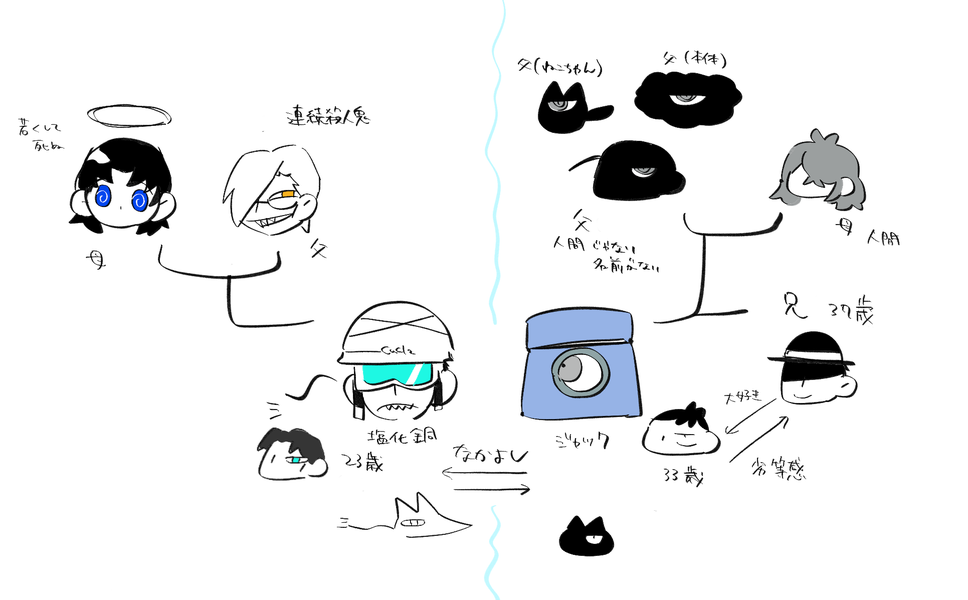 若くして
死ぬ
母
連続殺人鬼
父
父(ねこちゃん)
父(本体)
父
人間じゃない
名前がない
母 人間
CuCl2
塩化銅
23歳
なかよし
ジャック
兄 37歳
大好き
劣等感
33歳